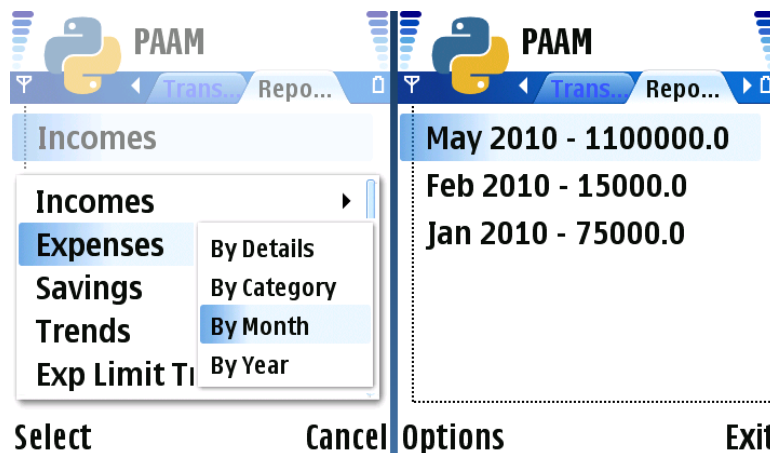 PAAM
Trans... Repo...
Incomes
Incomes
Expenses
Savings
Trends
Exp Limit
By Details
By Category
By Month
By Year
Select Cancel
PAAM
Trans... Repo...
May 2010 - 1100000.0
Feb 2010 - 15000.0
Jan 2010 - 75000.0
Options Exit